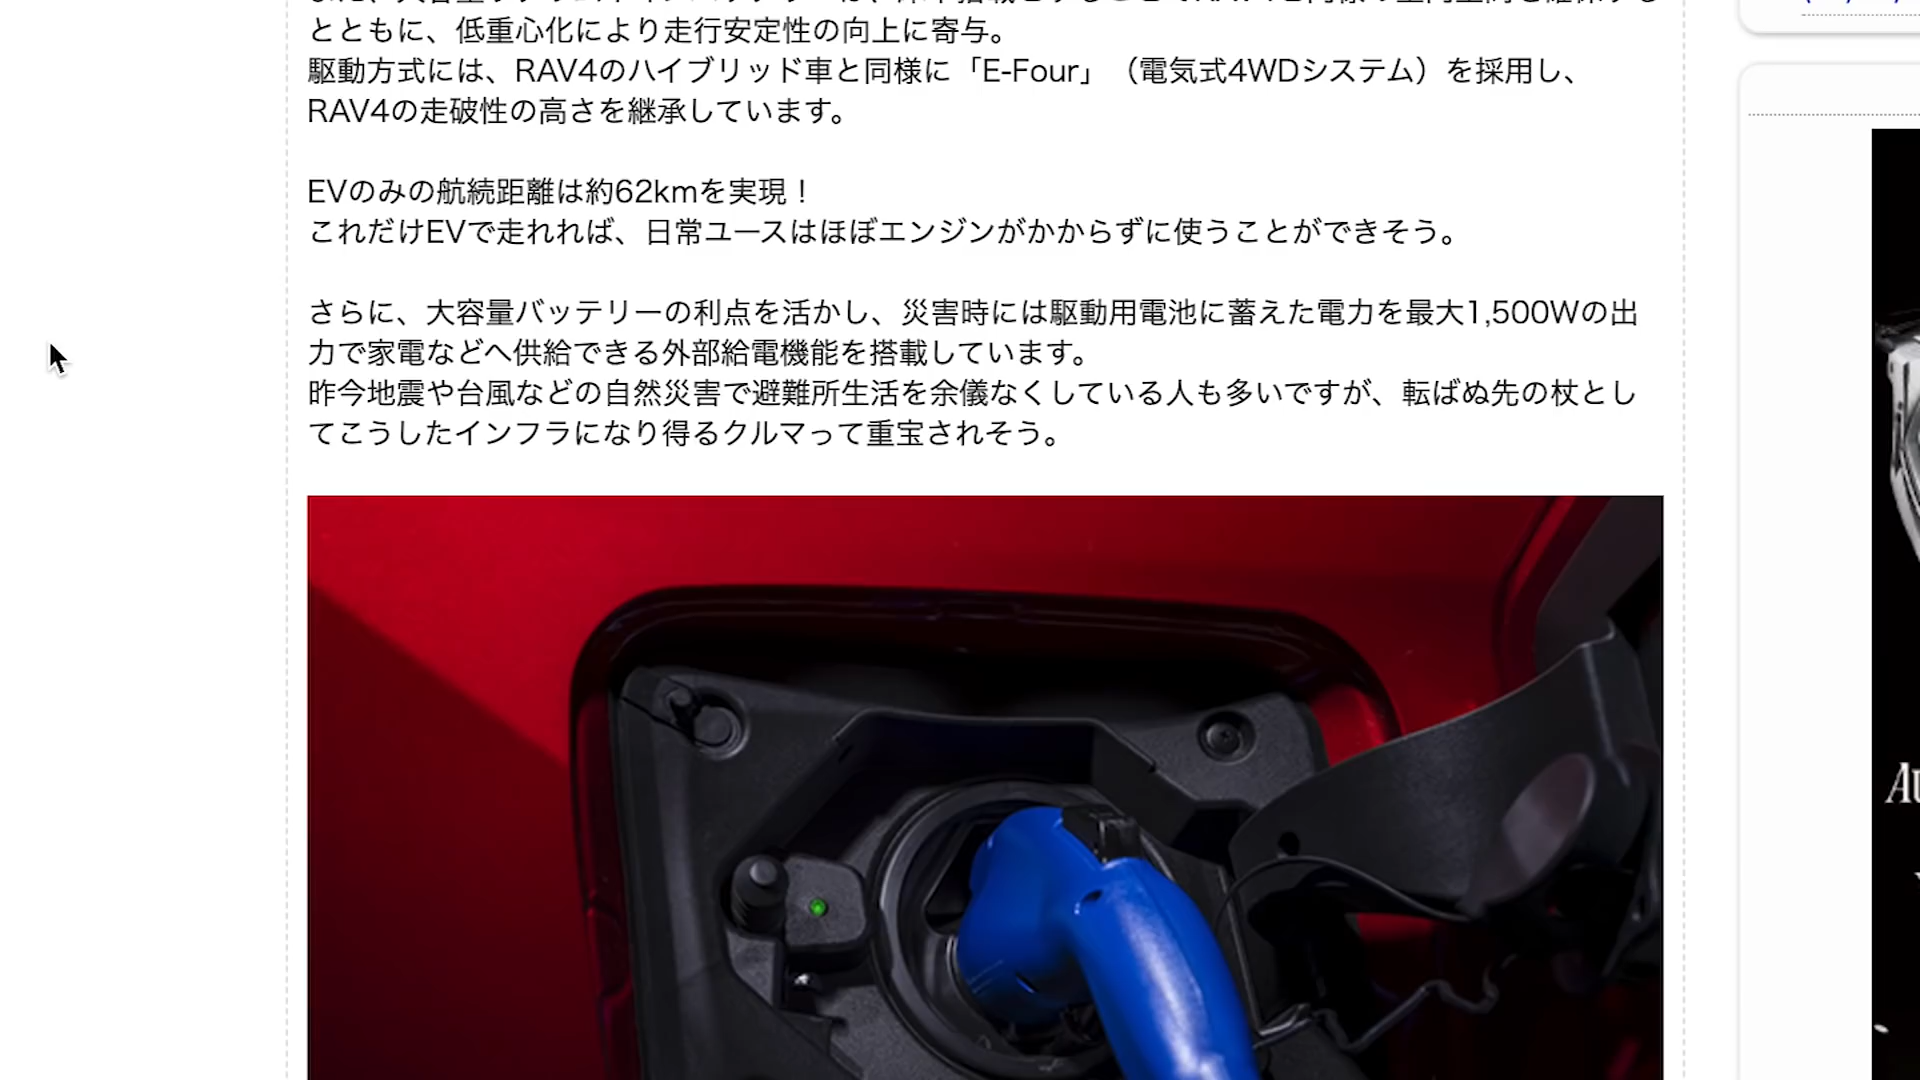 とともに、低重心化により走行安定性の向上に寄与。
駆動方式には、RAV4のハイブリッド車と同様に「E-Four」（電気式4WDシステム）を採用し、
RAV4の走破性の高さを継承しています。
EVのみの航続距離は約62kmを実現！
これだけEVで走れれば、日常ユースはほぼエンジンがかからずに使うことができそう。
さらに、大容量バッテリーの利点を活かし、災害時には駆動用電池に蓄えた電力を最大1,500Wの出
力で家電などへ供給できる外部給電機能を搭載しています。
昨今地震や台風などの自然災害で避難所生活を余儀なくしている人も多いですが、転ばぬ先の杖とし
てこうしたインフラになり得るクルマって重宝されそう。